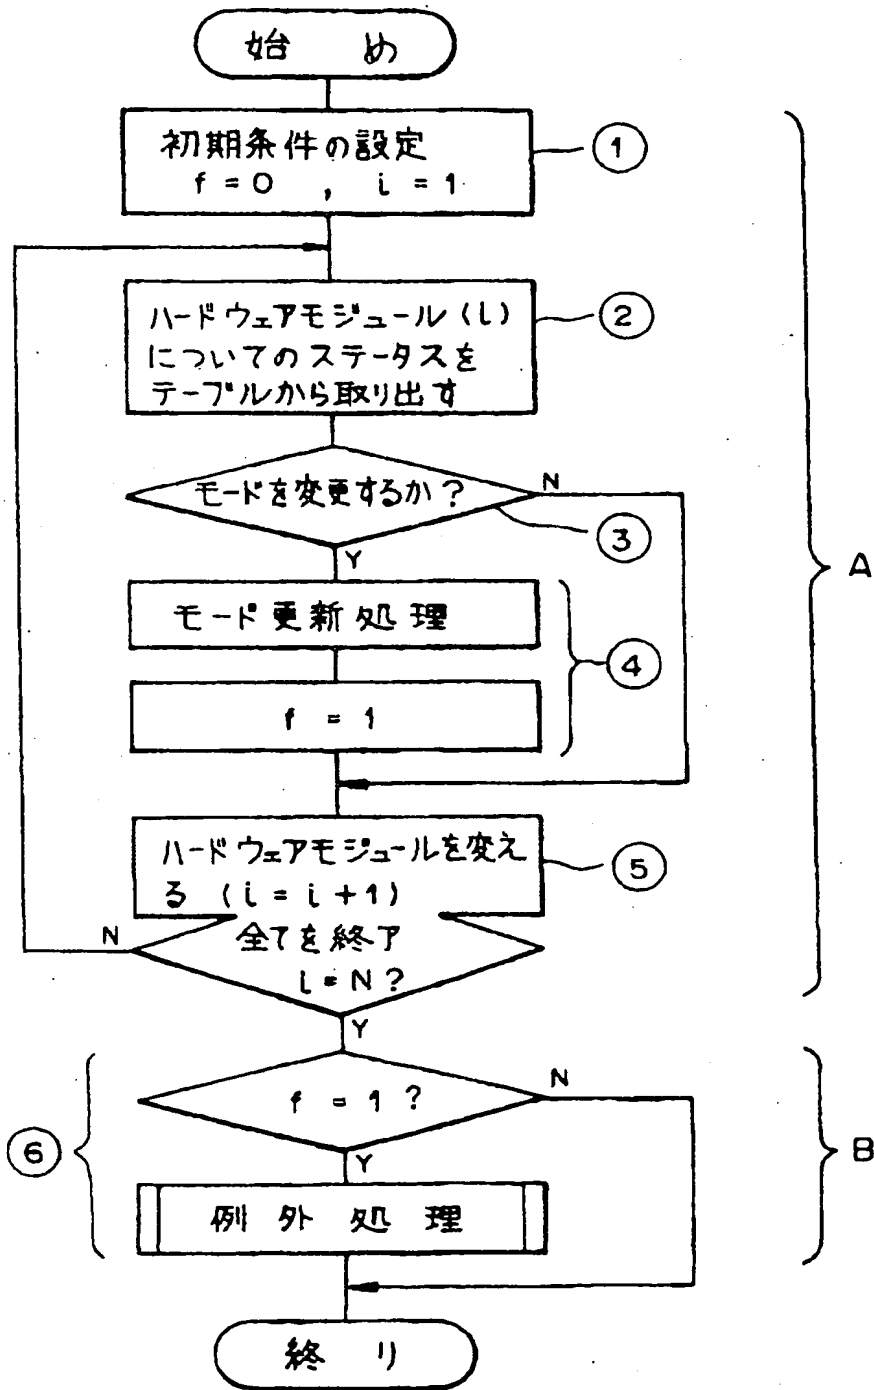 始 め
初期条件の設定
f = 0 , i = 1
①
ハードウェアモジュール (i)
についてのステータスを
テーブルから取り出す
②
モードを変更するか?
N
③
Y
モード更新処理
④
f = 1
A
ハードウェアモジュールを変え
る (i = i + 1)
⑤
全てを終了
i = N ?
N
Y
f = 1 ?
N
⑥
Y
B
例外処理
終 り